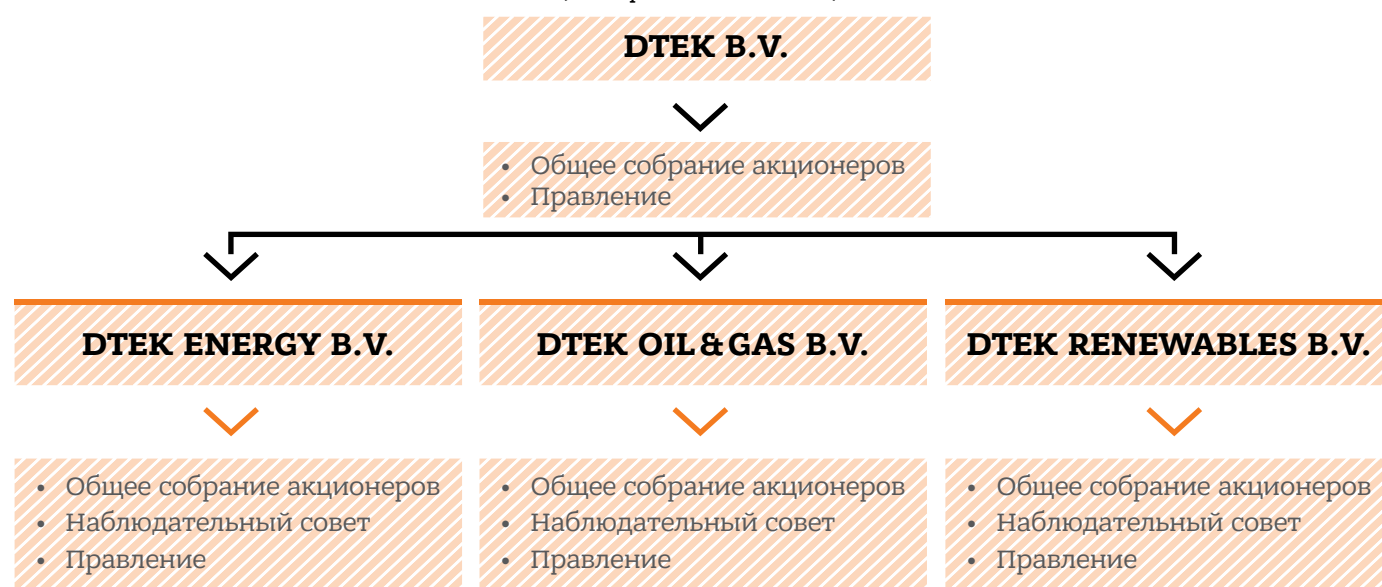 DTEK B.V.
• Общее собрание акционеров
• Правление
DTEK ENERGY B.V.
DTEK OIL & GAS B.V.
DTEK RENEWABLES B.V.
• Общее собрание акционеров
• Наблюдательный совет
• Правление
• Общее собрание акционеров
• Наблюдательный совет
• Правление
• Общее собрание акционеров
• Наблюдательный совет
• Правление